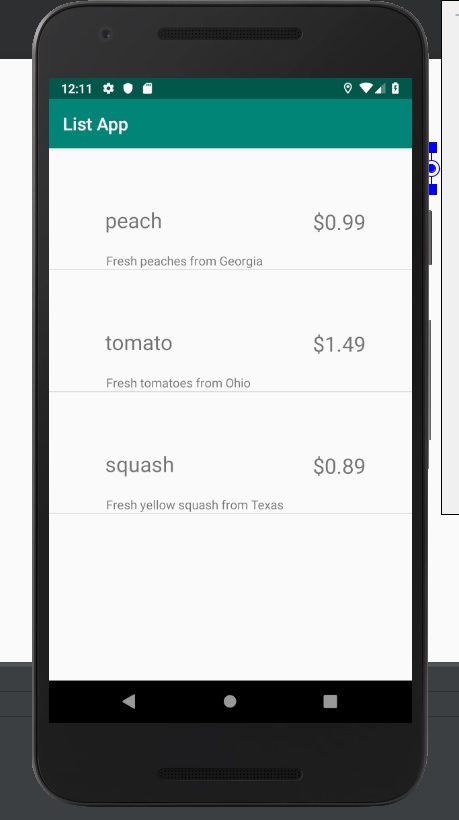 12:11
List App
peach $0.99
Fresh peaches from Georgia
tomato $1.49
Fresh tomatoes from Ohio
squash $0.89
Fresh yellow squash from Texas